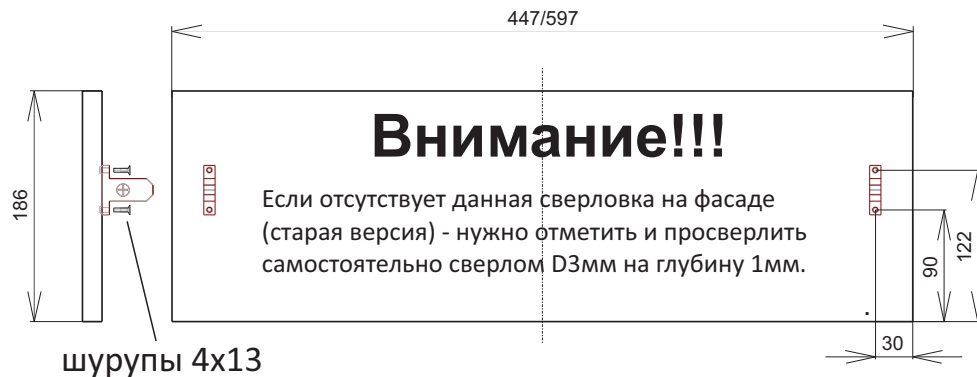 447/597
Внимание!!!
186
Если отсутствует данная сверловка на фасаде
(старая версия) - нужно отметить и просверлить
самостоятельно сверлом D3мм на глубину 1мм.
122
90
30
шурупы 4х13